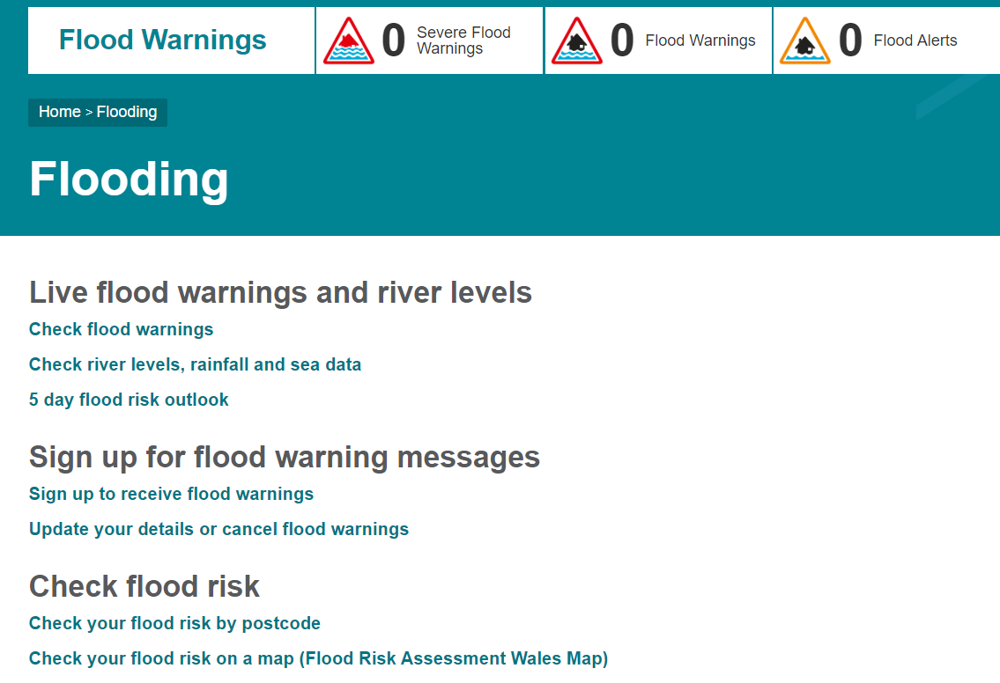 Flood Warnings
0 Severe Flood
Warnings
0 Flood Warnings
0 Flood Alerts
Home > Flooding
Flooding
Live flood warnings and river levels
Check flood warnings
Check river levels, rainfall and sea data
5 day flood risk outlook
Sign up for flood warning messages
Sign up to receive flood warnings
Update your details or cancel flood warnings
Check flood risk
Check your flood risk by postcode
Check your flood risk on a map (Flood Risk Assessment Wales Map)